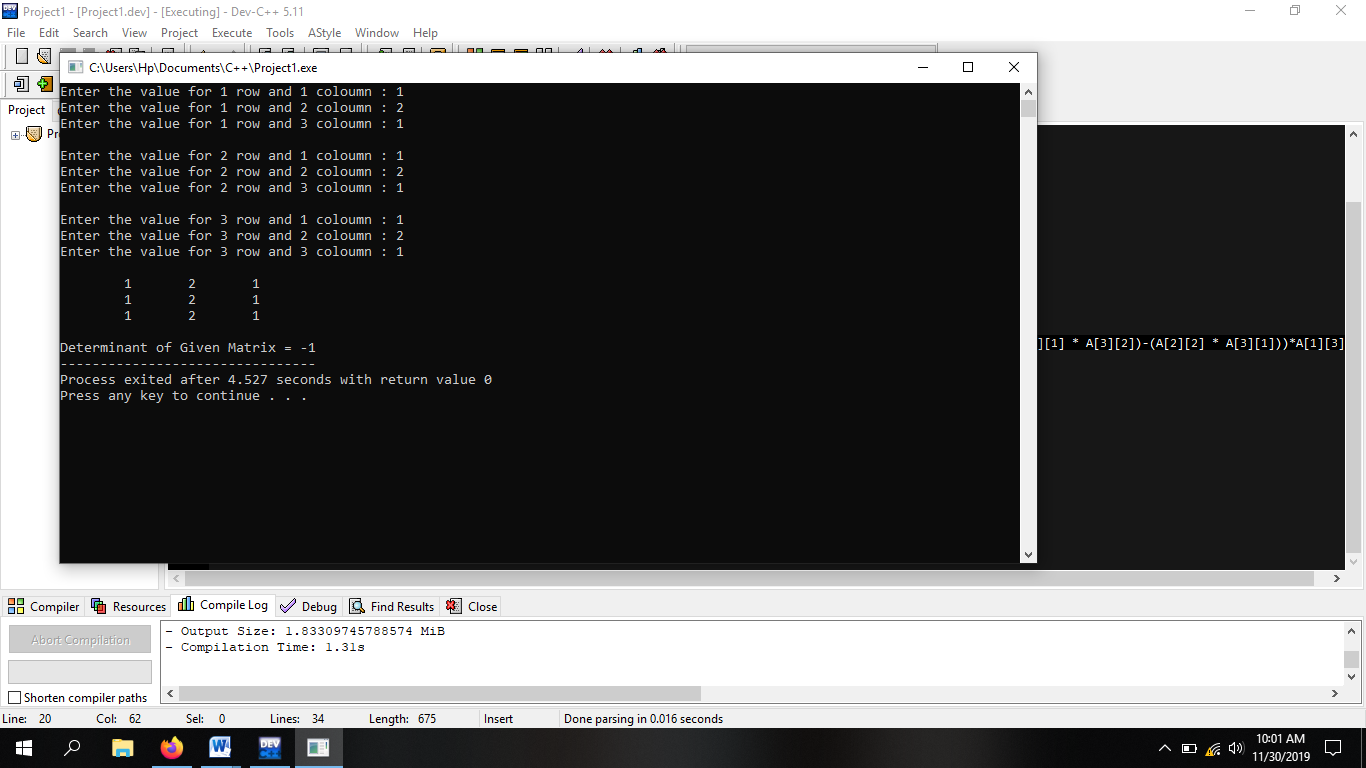 Project1 - [Project1.dev] - [Executing] - Dev-C++ 5.11
File Edit Search View Project Execute Tools AStyle Window Help
C:\Users\Hp\Documents\C++\Project1.exe
Enter the value for 1 row and 1 coloumn : 1
Enter the value for 1 row and 2 coloumn : 2
Enter the value for 1 row and 3 coloumn : 1
Enter the value for 2 row and 1 coloumn : 1
Enter the value for 2 row and 2 coloumn : 2
Enter the value for 2 row and 3 coloumn : 1
Enter the value for 3 row and 1 coloumn : 1
Enter the value for 3 row and 2 coloumn : 2
Enter the value for 3 row and 3 coloumn : 1
1 2 1
1 2 1
1 2 1
Determinant of Given Matrix = -1
--------------------------------
Process exited after 4.527 seconds with return value 0
Press any key to continue . . .
Project
][1] * A[3][2])-(A[2][2] * A[3][1]))*A[1][3]
Compiler Resources Compile Log Debug Find Results Close
Abort Compilation
Shorten compiler paths
- Output Size: 1.83309745788574 MiB
- Compilation Time: 1.31s
Line: 20 Col: 62 Sel: 0 Lines: 34 Length: 675 Insert Done parsing in 0.016 seconds
DEV
10:01 AM
11/30/2019